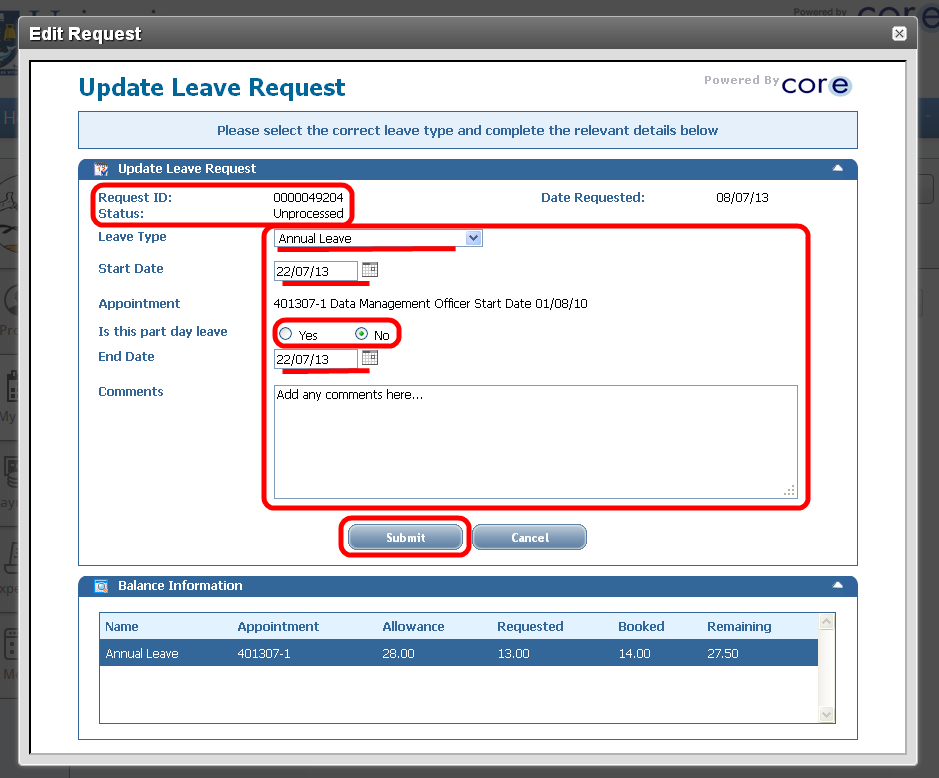 Powered by core
Edit Request
Update Leave Request
Powered By core
Please select the correct leave type and complete the relevant details below
Update Leave Request
Request ID: 0000049204 Date Requested: 08/07/13
Status: Unprocessed
Leave Type Annual Leave
Start Date 22/07/13
Appointment 401307-1 Data Management Officer Start Date 01/08/10
Is this part day leave Yes No
End Date 22/07/13
Comments Add any comments here...
Submit Cancel
Balance Information
Name Appointment Allowance Requested Booked Remaining
Annual Leave 401307-1 28.00 13.00 14.00 27.50